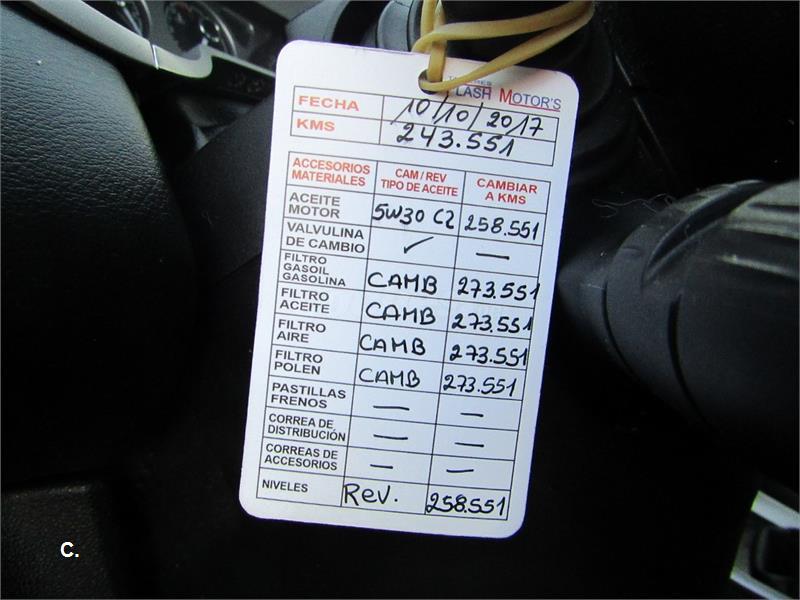 TALLERES
FLASH MOTOR'S
FECHA 10/10/2017
KMS 243.551
ACCESORIOS MATERIALES CAM / REV TIPO DE ACEITE CAMBIAR A KMS
ACEITE MOTOR 5W30 C2 258.551
VALVULINA DE CAMBIO ✓ —
FILTRO GASOIL GASOLINA CAMB 273.551
FILTRO ACEITE CAMB 273.551
FILTRO AIRE CAMB 273.551
FILTRO POLEN CAMB 273.551
PASTILLAS FRENOS — —
CORREA DE DISTRIBUCIÓN — —
CORREAS DE ACCESORIOS — —
NIVELES Rev. 258.551
C.